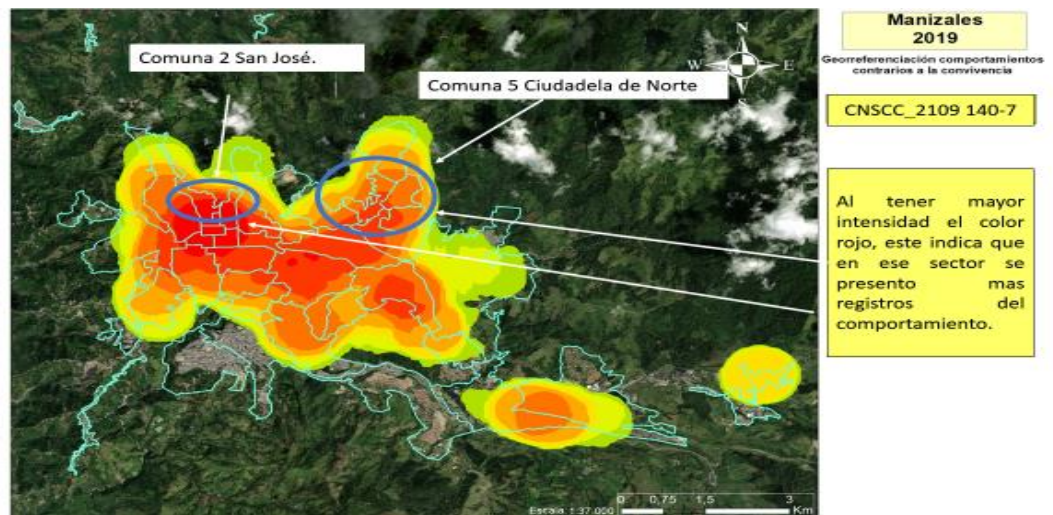 Comuna 2 San José.
Comuna 5 Ciudadela de Norte
N
W
E
S
Manizales
2019
Georreferenciación comportamientos
contrarios a la convivencia
CNSCC_2109 140-7
Al tener mayor
intensidad el color
rojo, este indica que
en ese sector se
presento mas
registros del
comportamiento.
0 0,75 1,5 3
Km
Escala 1:37.000